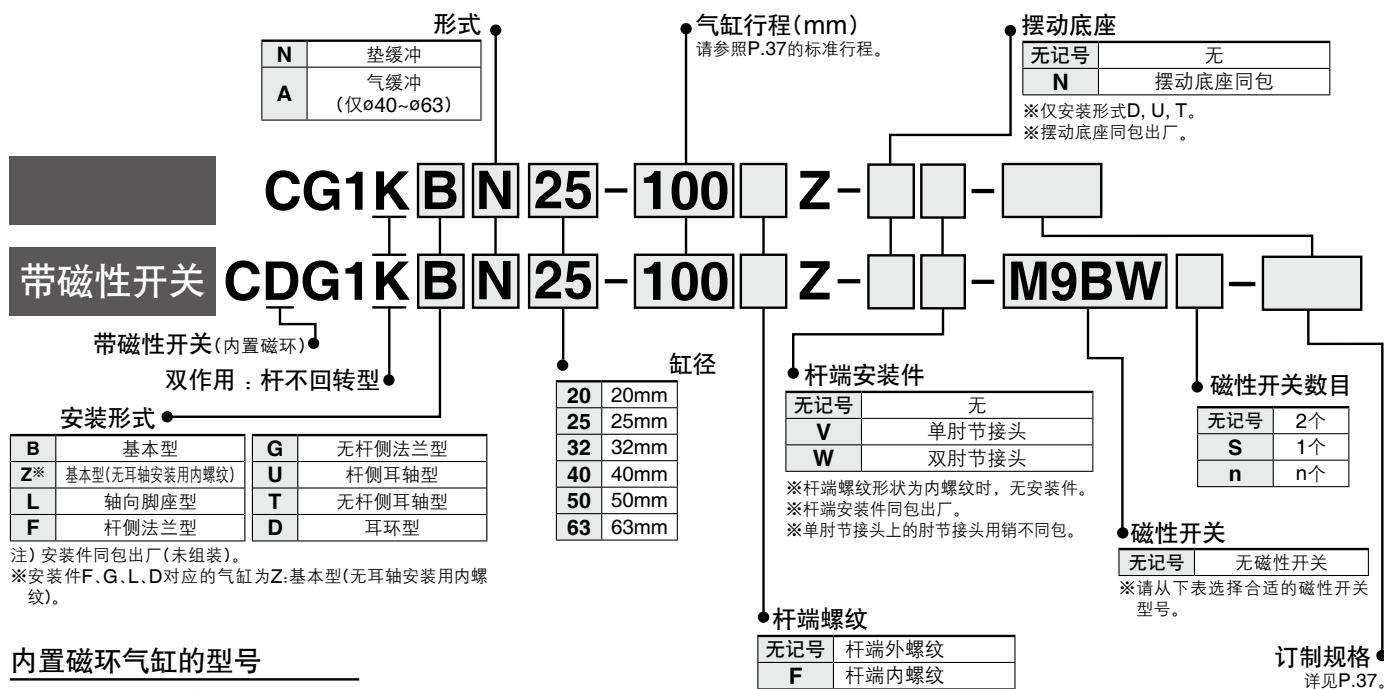 形式
N 垫缓冲
A 气缓冲
(仅ø40~ø63)
气缸行程(mm)
请参照P.37的标准行程。
摆动底座
无记号 无
N 摆动底座同包
※仅安装形式D, U, T。
※摆动底座同包出厂。
CG1K B N 25 - 100 Z -  -
带磁性开关 CDG1K B N 25 - 100 Z -  - M9BW -
带磁性开关(内置磁环)
双作用：杆不回转型
安装形式
B 基本型 G 无杆侧法兰型
Z※ 基本型(无耳轴安装用内螺纹) U 杆侧耳轴型
L 轴向脚座型 T 无杆侧耳轴型
F 杆侧法兰型 D 耳环型
注) 安装件同包出厂(未组装)。
※安装件F、G、L、D对应的气缸为Z:基本型(无耳轴安装用内螺
纹)。
缸径
20 20mm
25 25mm
32 32mm
40 40mm
50 50mm
63 63mm
杆端安装件
无记号 无
V 单肘节接头
W 双肘节接头
※杆端螺纹形状为内螺纹时，无安装件。
※杆端安装件同包出厂。
※单肘节接头上的肘节接头用销不同包。
磁性开关数目
无记号 2个
S 1个
n n个
磁性开关
无记号 无磁性开关
※请从下表选择合适的磁性开关
型号。
杆端螺纹
无记号 杆端外螺纹
F 杆端内螺纹
订制规格
详见P.37。
内置磁环气缸的型号